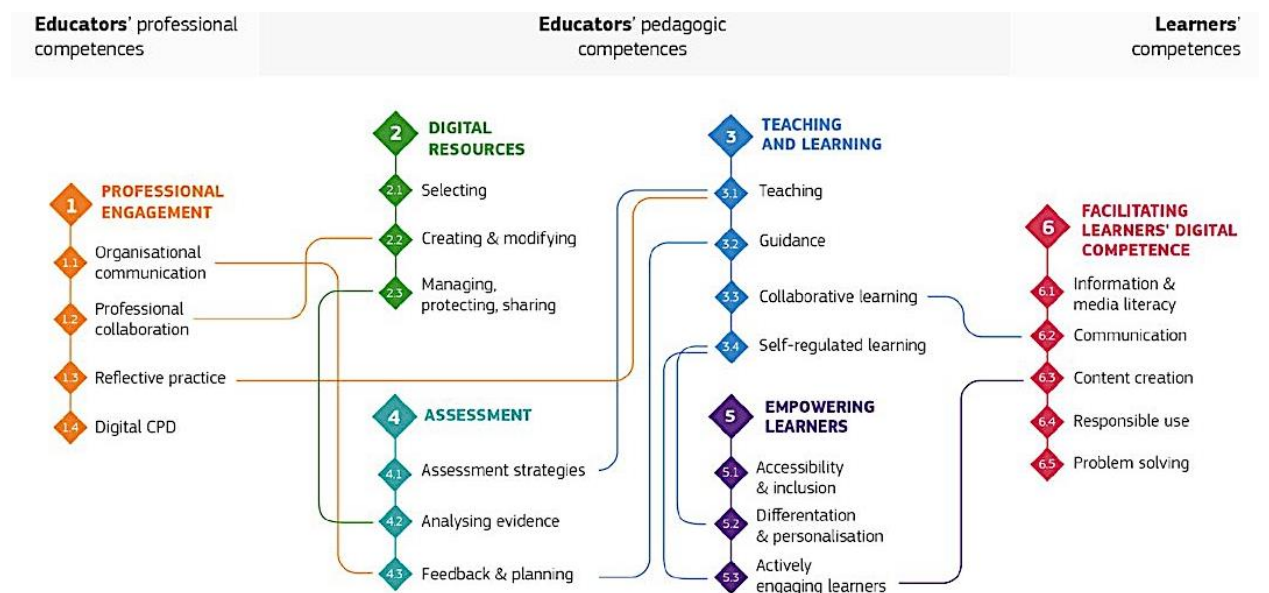 Educators' professional
competences
Educators' pedagogic
competences
Learners'
competences
1
PROFESSIONAL
ENGAGEMENT
1.1
Organisational
communication
1.2
Professional
collaboration
1.3
Reflective practice
1.4
Digital CPD
2
DIGITAL
RESOURCES
2.1
Selecting
2.2
Creating & modifying
2.3
Managing,
protecting, sharing
3
TEACHING
AND LEARNING
3.1
Teaching
3.2
Guidance
3.3
Collaborative learning
3.4
Self-regulated learning
4
ASSESSMENT
4.1
Assessment strategies
4.2
Analysing evidence
4.3
Feedback & planning
5
EMPOWERING
LEARNERS
5.1
Accessibility
& inclusion
5.2
Differentation
& personalisation
5.3
Actively
engaging learners
6
FACILITATING
LEARNERS' DIGITAL
COMPETENCE
6.1
Information &
media literacy
6.2
Communication
6.3
Content creation
6.4
Responsible use
6.5
Problem solving